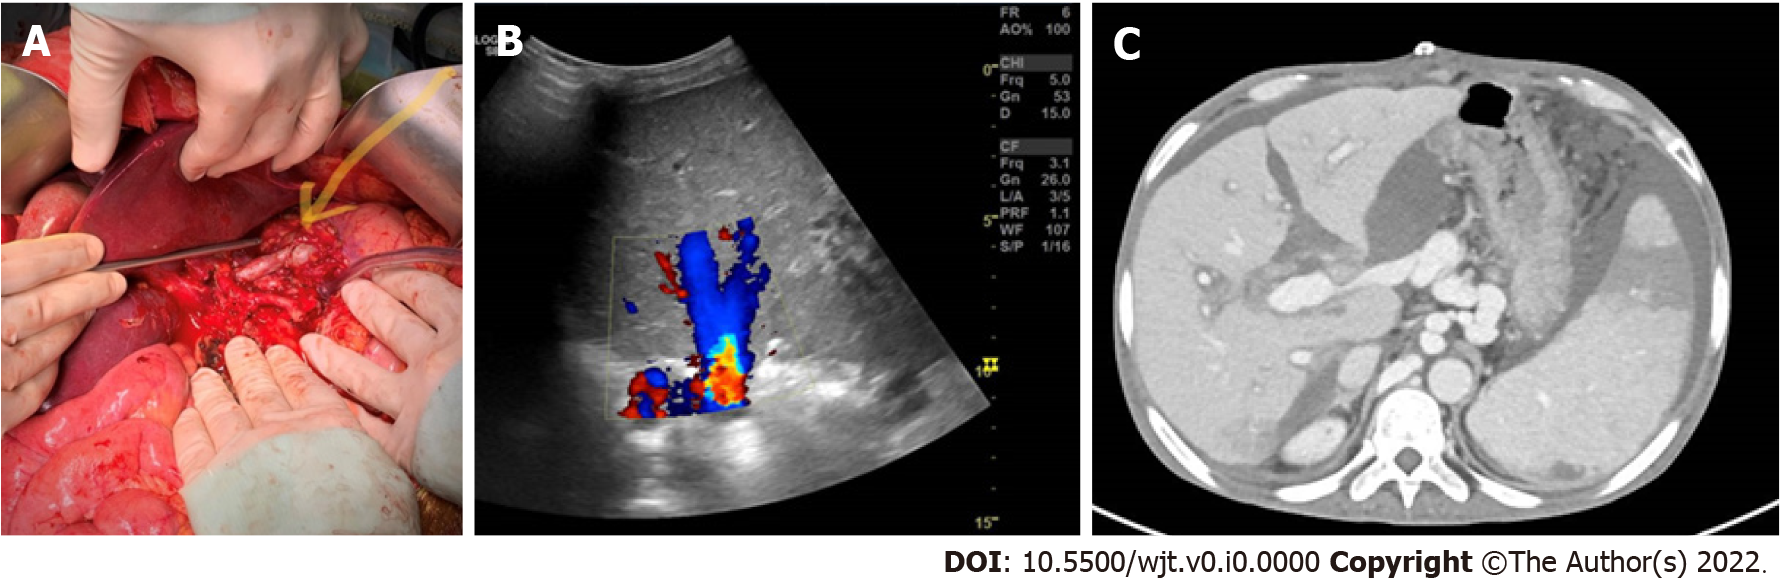 A
B
C
LOG
FR 6
AO% 100
CHI
Frq 5.0
Gn 53
D 15.0
CF
Frq 3.1
Gn 26.0
L/A 3/5
PRF 1.1
WF 107
S/P 1/16
0
5
10
15
DOI: 10.5500/wjt.v0.i0.0000 Copyright ©The Author(s) 2022.